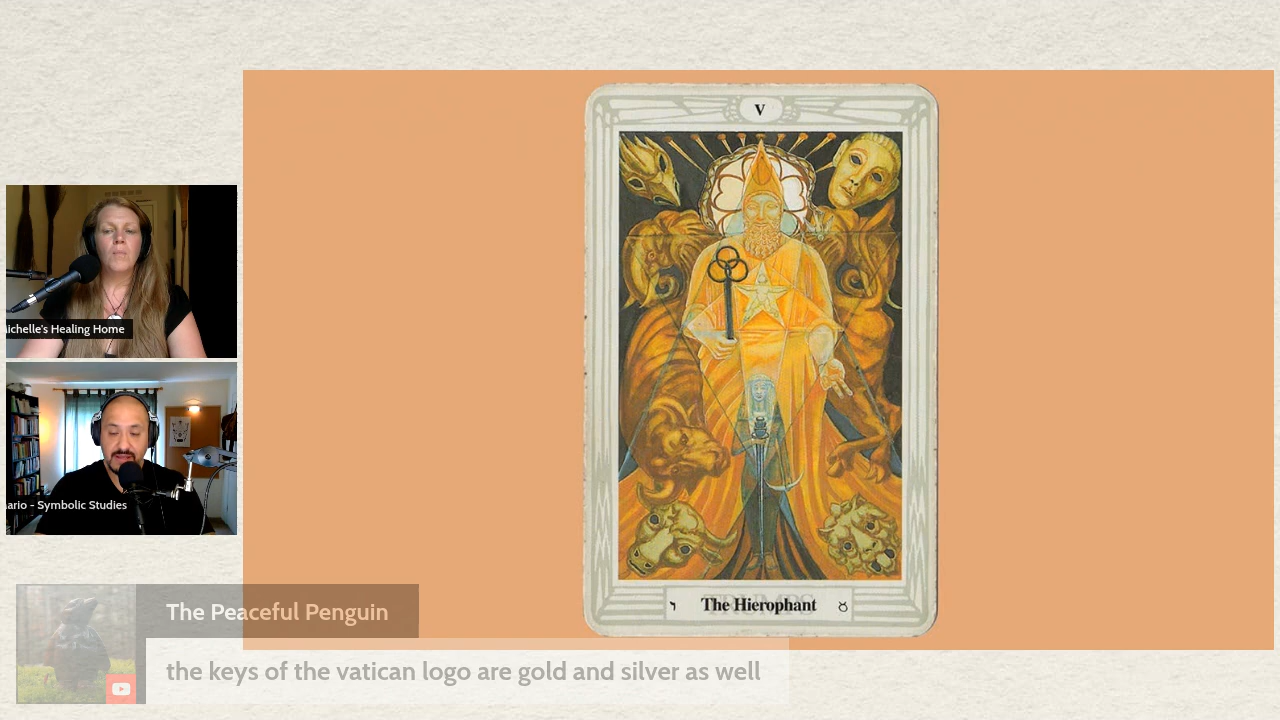 V
ichelle's Healing Home
ario - Symbolic Studies
TRUMPS
ו The Hierophant ♉
The Peaceful Penguin
the keys of the vatican logo are gold and silver as well